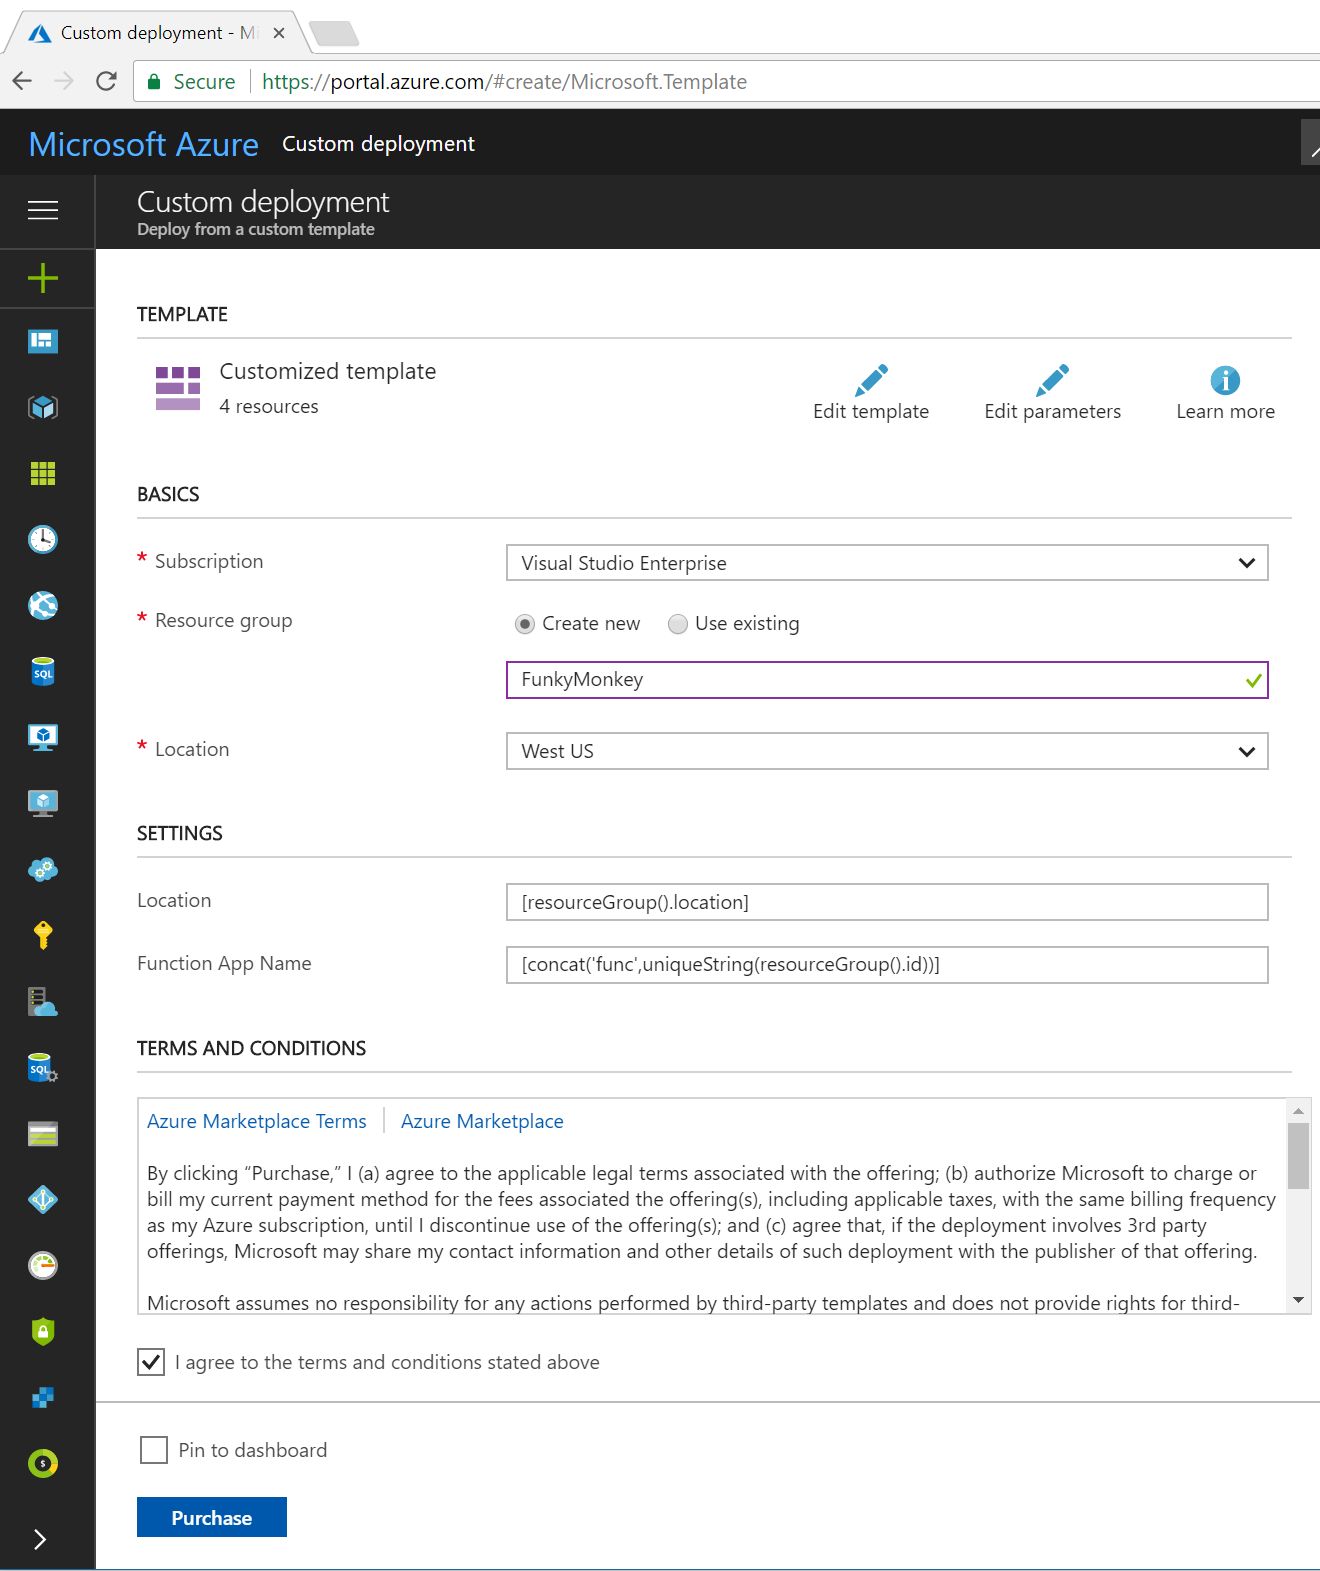 Custom deployment - M
Secure
https://portal.azure.com/#create/Microsoft.Template
Microsoft Azure Custom deployment
Custom deployment
Deploy from a custom template
TEMPLATE
Customized template
4 resources
Edit template
Edit parameters
Learn more
BASICS
* Subscription
Visual Studio Enterprise
* Resource group
Create new
Use existing
FunkyMonkey
* Location
West US
SETTINGS
Location
[resourceGroup().location]
Function App Name
[concat('func',uniqueString(resourceGroup().id))]
TERMS AND CONDITIONS
Azure Marketplace Terms
Azure Marketplace
By clicking “Purchase,” I (a) agree to the applicable legal terms associated with the offering; (b) authorize Microsoft to charge or
bill my current payment method for the fees associated the offering(s), including applicable taxes, with the same billing frequency
as my Azure subscription, until I discontinue use of the offering(s); and (c) agree that, if the deployment involves 3rd party
offerings, Microsoft may share my contact information and other details of such deployment with the publisher of that offering.
Microsoft assumes no responsibility for any actions performed by third-party templates and does not provide rights for third-
I agree to the terms and conditions stated above
Pin to dashboard
Purchase
SQL
SQL
$